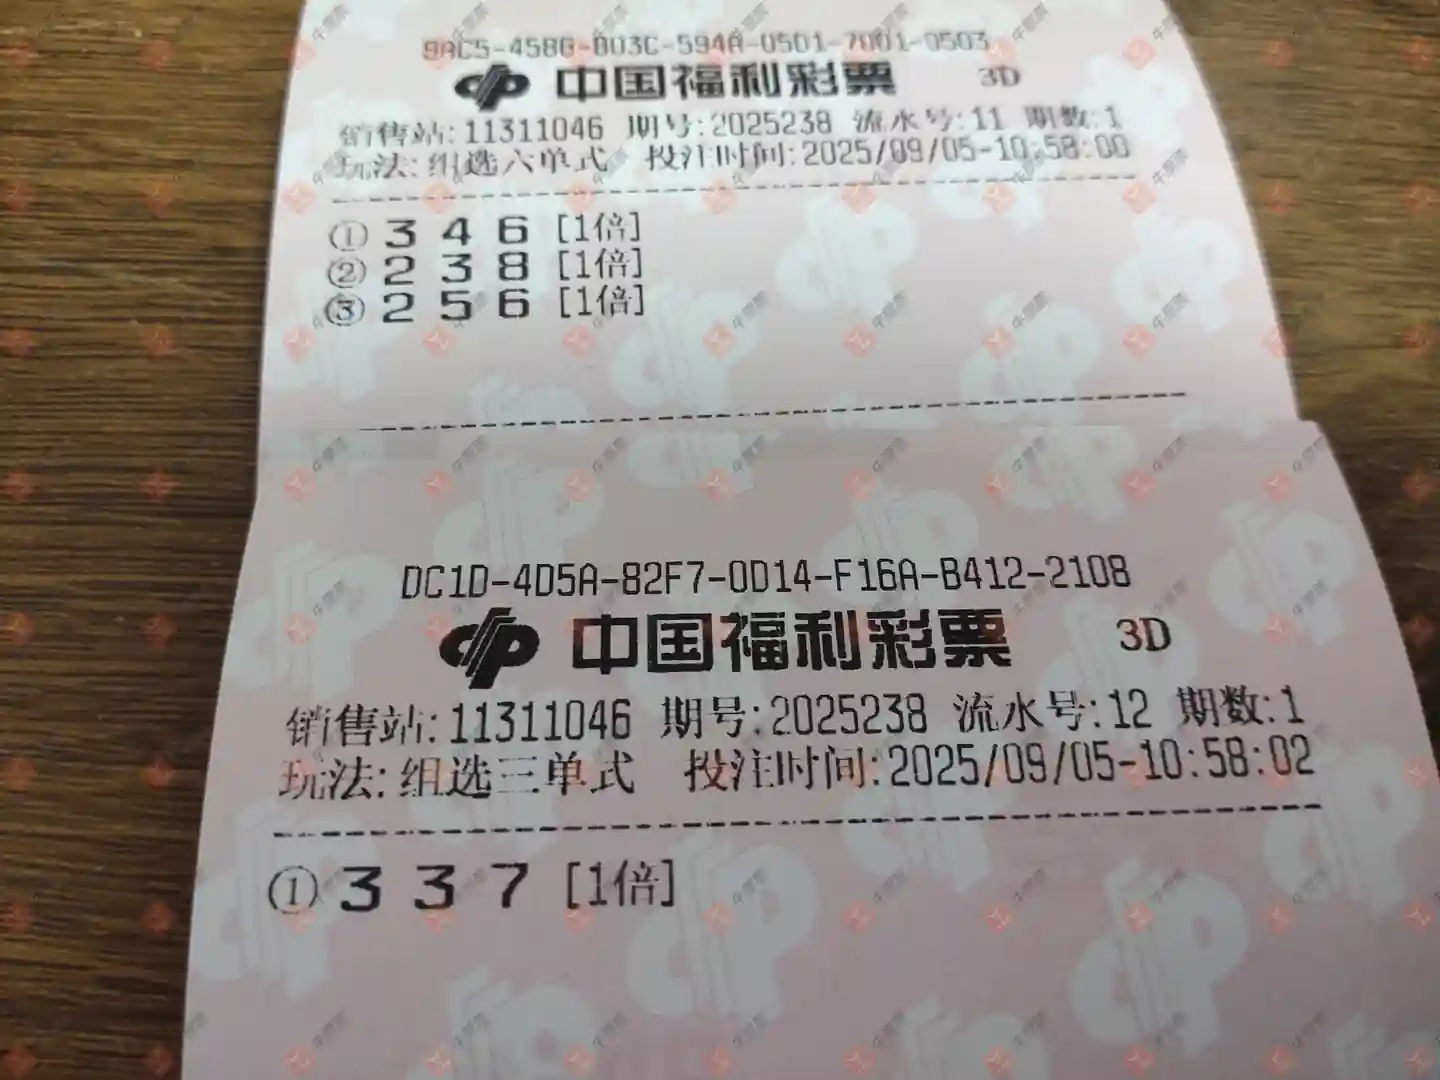 9AC5-458G-B03C-594A-0501-7001-0503
中国福利彩票 3D
销售站:11311046 期号:2025238 流水号:11 期数:1
玩法:组选六单式 投注时间:2025/09/05-10:58:00
① 3 4 6 [1倍]
② 2 3 8 [1倍]
③ 2 5 6 [1倍]
DC1D-4D5A-82F7-0D14-F16A-B412-210B
中国福利彩票 3D
销售站:11311046 期号:2025238 流水号:12 期数:1
玩法:组选三单式 投注时间:2025/09/05-10:58:02
① 3 3 7 [1倍]